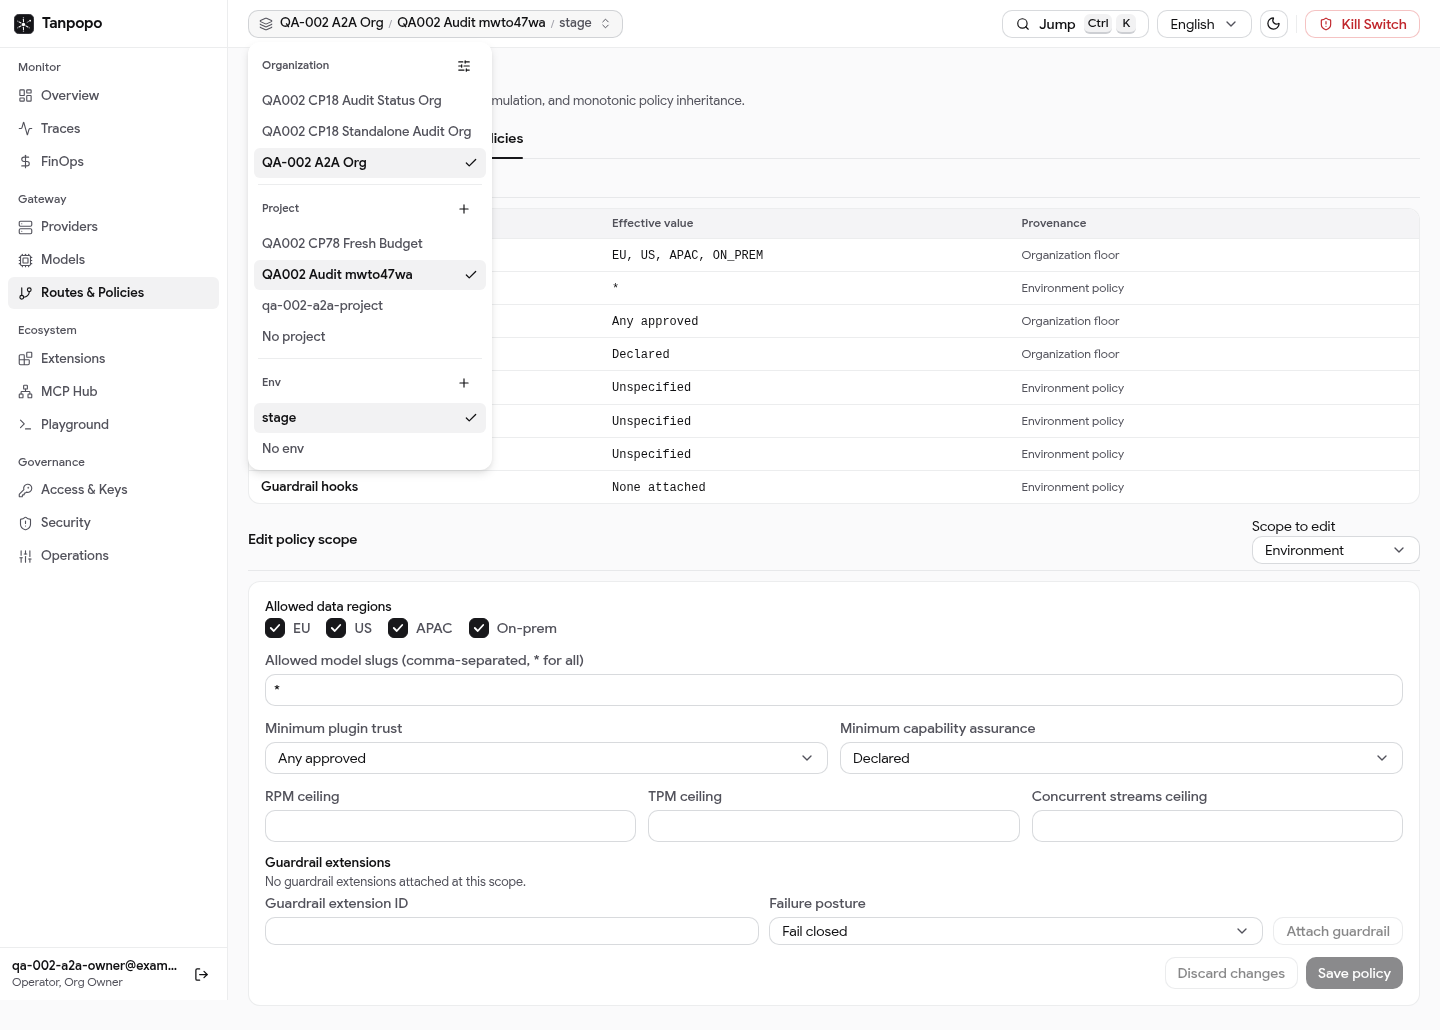 Tanpopo
QA-002 A2A Org / QA002 Audit mwto47wa / stage
Jump Ctrl K
English
Kill Switch
Monitor
Overview
Traces
FinOps
Gateway
Providers
Models
Routes & Policies
Ecosystem
Extensions
MCP Hub
Playground
Governance
Access & Keys
Security
Operations
qa-002-a2a-owner@exam...
Operator, Org Owner
Organization
QA002 CP18 Audit Status Org
QA002 CP18 Standalone Audit Org
QA-002 A2A Org
Project
QA002 CP78 Fresh Budget
QA002 Audit mwto47wa
qa-002-a2a-project
No project
Env
stage
No env
mulation, and monotonic policy inheritance.
licies
Effective value Provenance
EU, US, APAC, ON_PREM Organization floor
* Environment policy
Any approved Organization floor
Declared Organization floor
Unspecified Environment policy
Unspecified Environment policy
Unspecified Environment policy
Guardrail hooks None attached Environment policy
Edit policy scope
Scope to edit
Environment
Allowed data regions
EU US APAC On-prem
Allowed model slugs (comma-separated, * for all)
*
Minimum plugin trust Minimum capability assurance
Any approved Declared
RPM ceiling TPM ceiling Concurrent streams ceiling
Guardrail extensions
No guardrail extensions attached at this scope.
Guardrail extension ID Failure posture
Fail closed Attach guardrail
Discard changes Save policy